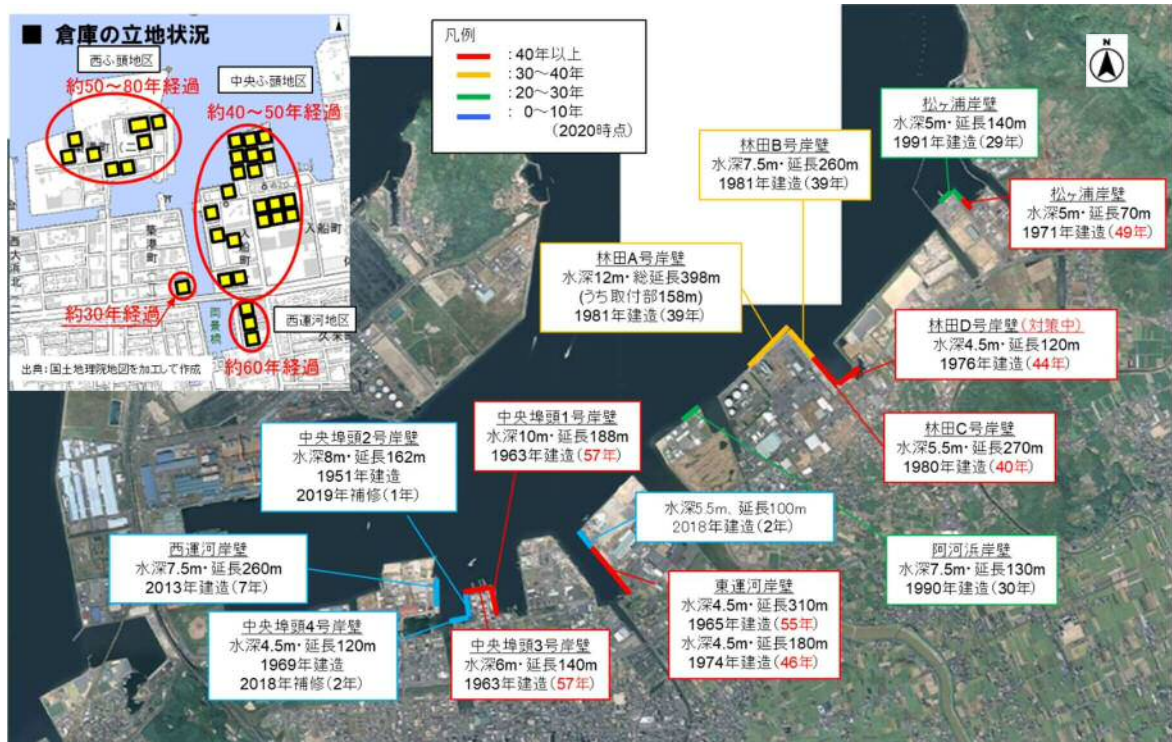 ■ 倉庫の立地状況
西ふ頭地区
約50～80年経過
中央ふ頭地区
約40～50年経過
築港町
入船町
入船町
西大浜北
両景橋
約30年経過
西運河地区
約60年経過
出典：国土地理院地図を加工して作成
凡例
：40年以上
：30～40年
：20～30年
：0～10年
(2020時点)
N
松ヶ浦岸壁
水深5m・延長140m
1991年建造(29年)
林田B号岸壁
水深7.5m・延長260m
1981年建造(39年)
松ヶ浦岸壁
水深5m・延長70m
1971年建造(49年)
林田A号岸壁
水深12m・総延長398m
(うち取付部158m)
1981年建造(39年)
林田D号岸壁(対策中)
水深4.5m・延長120m
1976年建造(44年)
中央埠頭1号岸壁
水深10m・延長188m
1963年建造(57年)
林田C号岸壁
水深5.5m・延長270m
1980年建造(40年)
中央埠頭2号岸壁
水深8m・延長162m
1951年建造
2019年補修(1年)
水深5.5m、延長100m
2018年建造(2年)
西運河岸壁
水深7.5m・延長260m
2013年建造(7年)
阿河浜岸壁
水深7.5m・延長130m
1990年建造(30年)
東運河岸壁
水深4.5m・延長310m
1965年建造(55年)
水深4.5m・延長180m
1974年建造(46年)
中央埠頭4号岸壁
水深4.5m・延長120m
1969年建造
2018年補修(2年)
中央埠頭3号岸壁
水深6m・延長140m
1963年建造(57年)